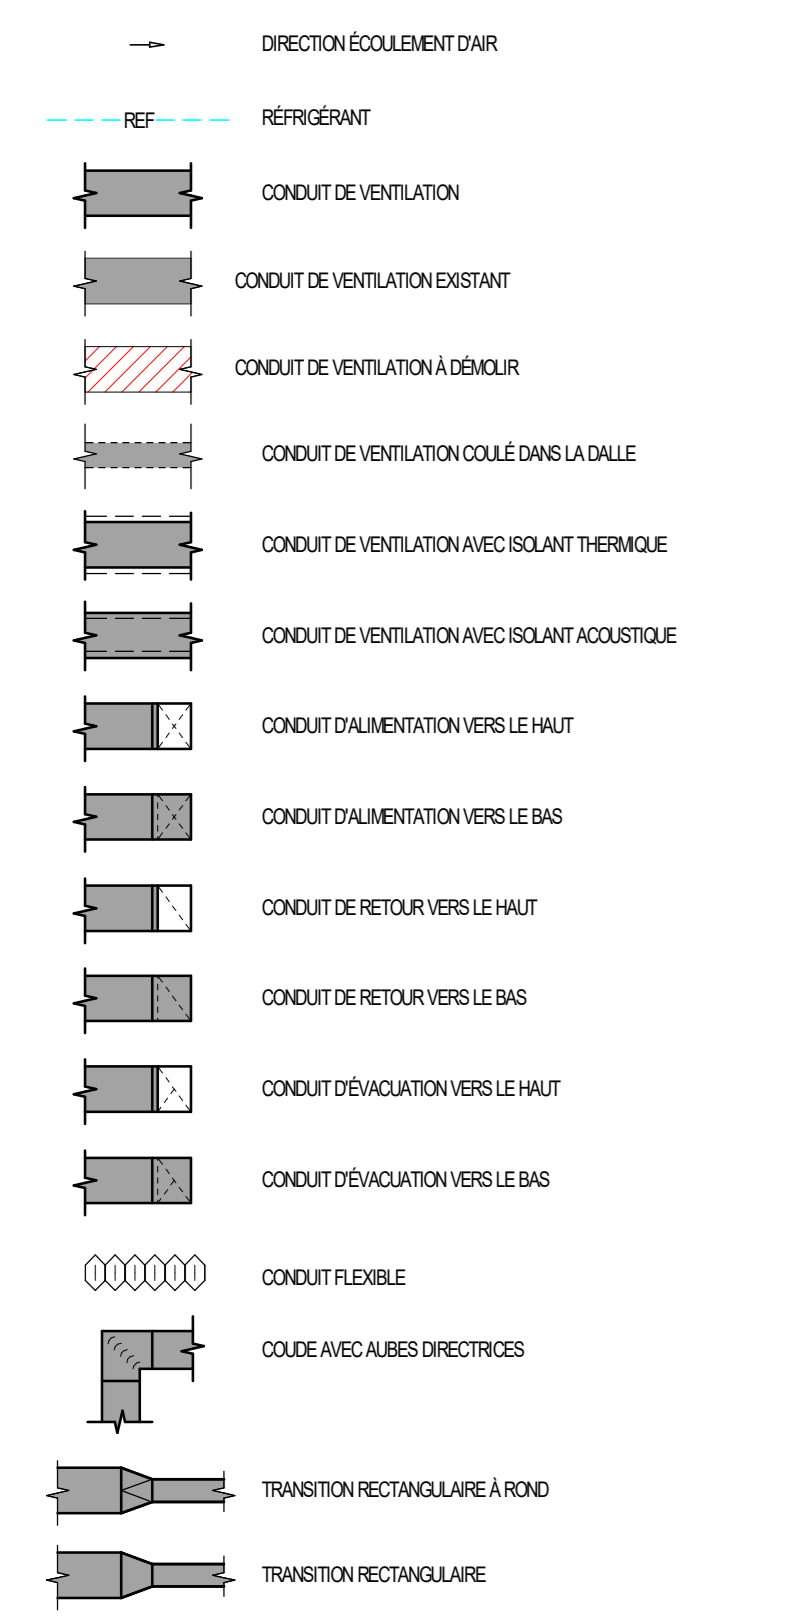 DIRECTION ÉCOULEMENT D'AIR
REF
RÉFRIGÉRANT
CONDUIT DE VENTILATION
CONDUIT DE VENTILATION EXISTANT
CONDUIT DE VENTILATION À DÉMOLIR
CONDUIT DE VENTILATION COULÉ DANS LA DALLE
CONDUIT DE VENTILATION AVEC ISOLANT THERMIQUE
CONDUIT DE VENTILATION AVEC ISOLANT ACOUSTIQUE
CONDUIT D'ALIMENTATION VERS LE HAUT
CONDUIT D'ALIMENTATION VERS LE BAS
CONDUIT DE RETOUR VERS LE HAUT
CONDUIT DE RETOUR VERS LE BAS
CONDUIT D'ÉVACUATION VERS LE HAUT
CONDUIT D'ÉVACUATION VERS LE BAS
CONDUIT FLEXIBLE
COUDE AVEC AUBES DIRECTRICES
TRANSITION RECTANGULAIRE À ROND
TRANSITION RECTANGULAIRE